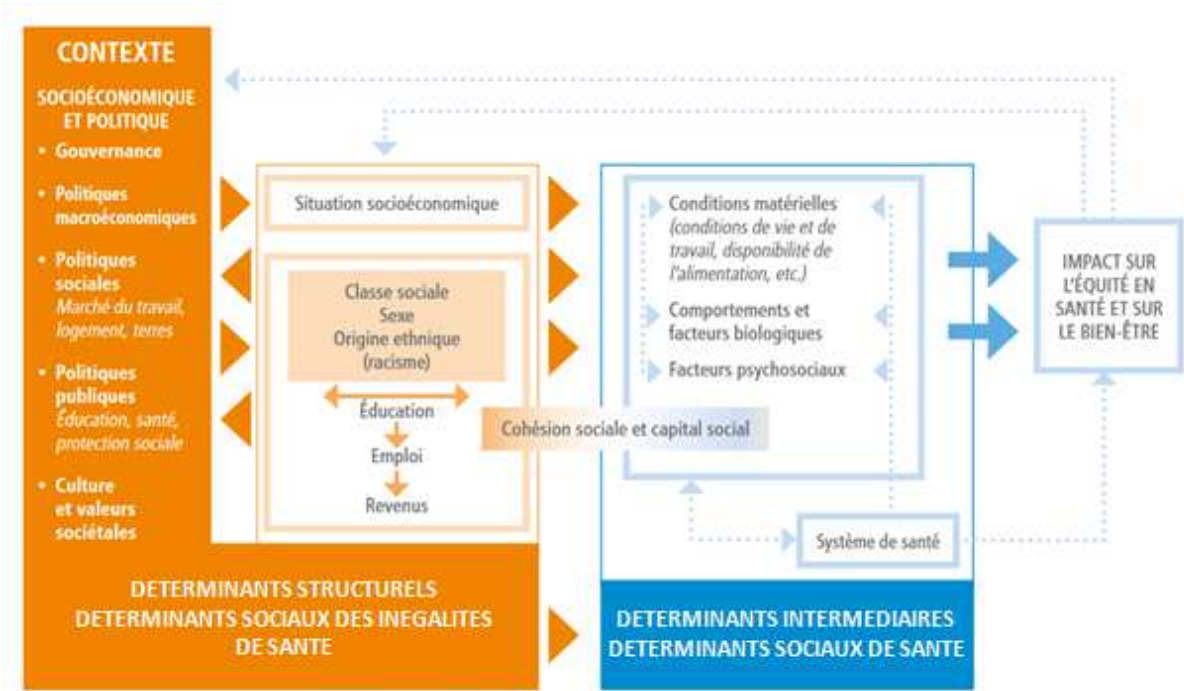 CONTEXTE
SOCIOÉCONOMIQUE
ET POLITIQUE
• Gouvernance
• Politiques
macroéconomiques
• Politiques
sociales
Marché du travail,
logement, terres
• Politiques
publiques
Éducation, santé,
protection sociale
• Culture
et valeurs
sociétales
Situation socioéconomique
Classe sociale
Sexe
Origine ethnique
(racisme)
Éducation
Emploi
Revenus
Cohésion sociale et capital social
Conditions matérielles
(conditions de vie et de
travail, disponibilité de
l'alimentation, etc.)
Comportements et
facteurs biologiques
Facteurs psychosociaux
Système de santé
IMPACT SUR
L'ÉQUITÉ EN
SANTÉ ET SUR
LE BIEN-ÊTRE
DETERMINANTS STRUCTURELS
DETERMINANTS SOCIAUX DES INEGALITES
DE SANTE
DETERMINANTS INTERMEDIAIRES
DETERMINANTS SOCIAUX DE SANTE